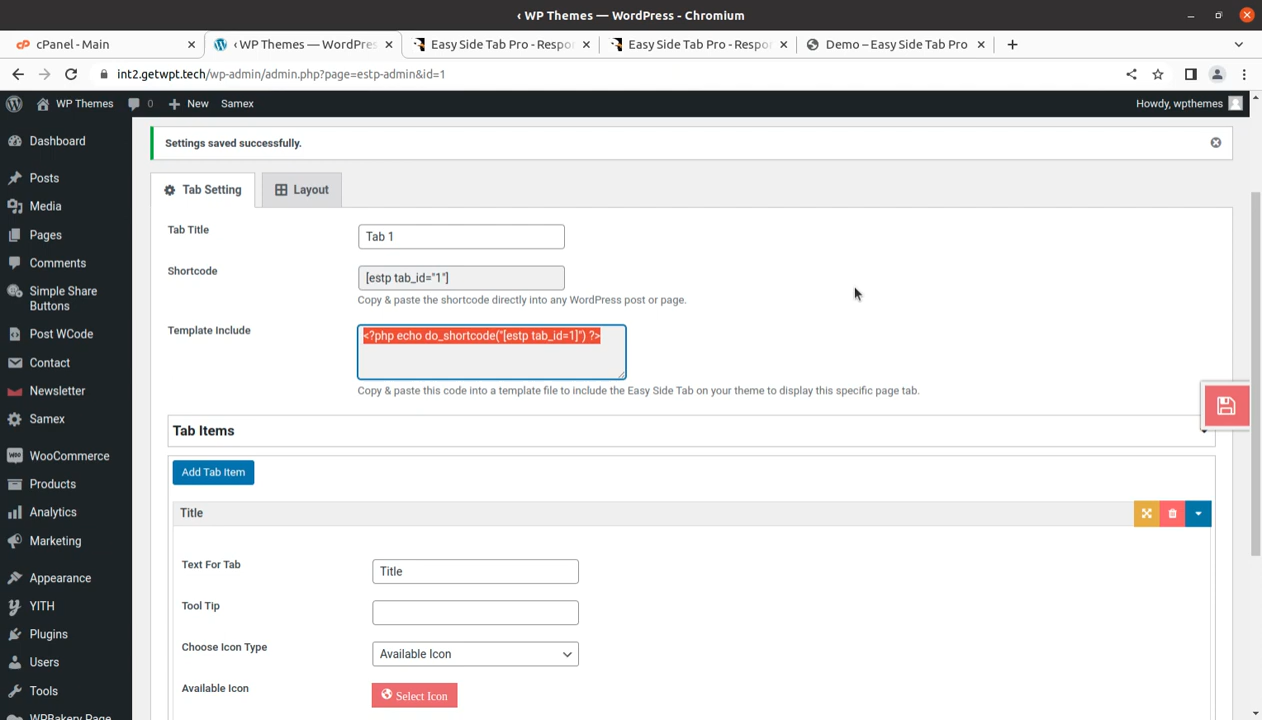 ‹ WP Themes — WordPress - Chromium
cPanel - Main
‹ WP Themes — WordPres
Easy Side Tab Pro - Respon
Easy Side Tab Pro - Respon
Demo – Easy Side Tab Pro
int2.getwpt.tech/wp-admin/admin.php?page=estp-admin&id=1
WP Themes
0
New
Samex
Howdy, wpthemes
Dashboard
Posts
Media
Pages
Comments
Simple Share
Buttons
Post WCode
Contact
Newsletter
Samex
WooCommerce
Products
Analytics
Marketing
Appearance
YITH
Plugins
Users
Tools
WPBakery Page
Settings saved successfully.
Tab Setting
Layout
Tab Title
Tab 1
Shortcode
[estp tab_id="1"]
Copy & paste the shortcode directly into any WordPress post or page.
Template Include
<?php echo do_shortcode("[estp tab_id=1]") ?>
Copy & paste this code into a template file to include the Easy Side Tab on your theme to display this specific page tab.
Tab Items
Add Tab Item
Title
Text For Tab
Title
Tool Tip
Choose Icon Type
Available Icon
Available Icon
Select Icon